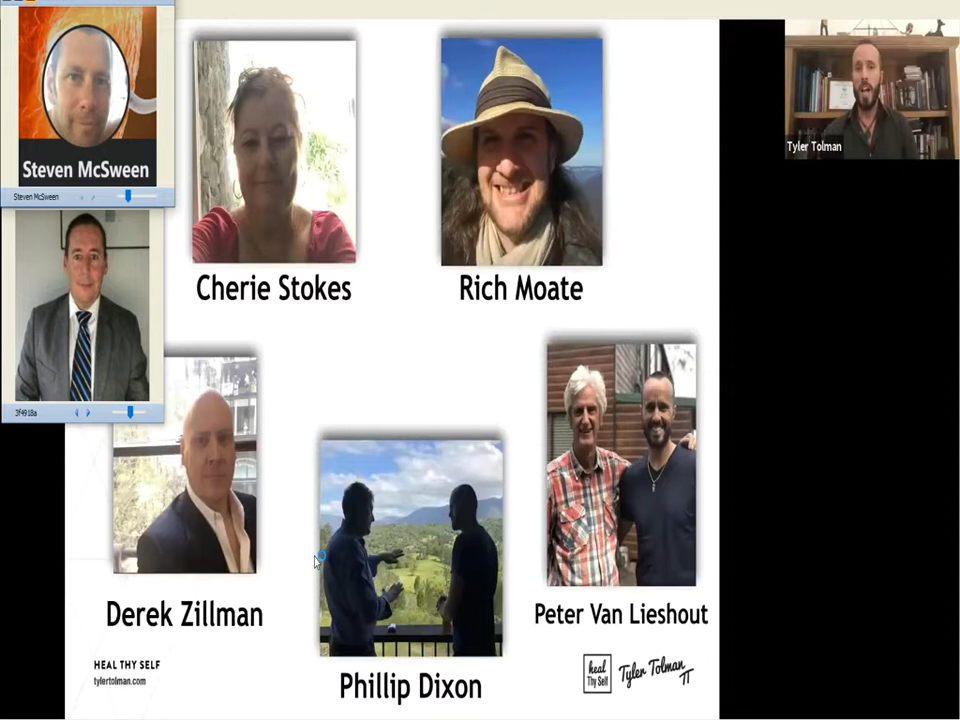 Steven McSween
Steven McSween
3f4918a
Cherie Stokes
Rich Moate
Tyler Tolman
Derek Zillman
Phillip Dixon
Peter Van Lieshout
HEAL THY SELF
tylertolman.com
heal
Thy Self
Tyler Tolman